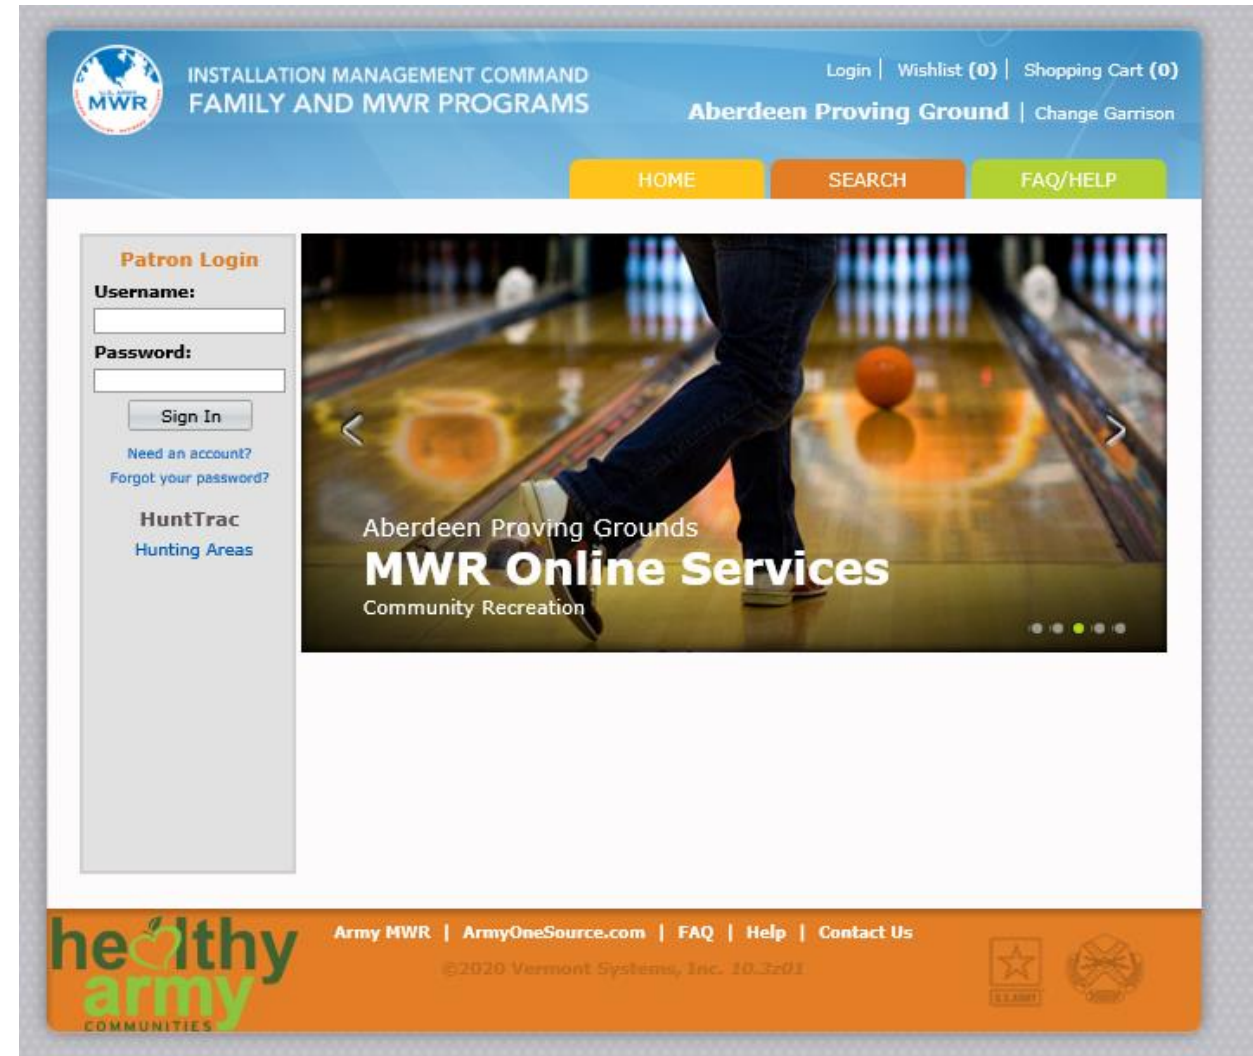 U.S. ARMY
MWR
INSTALLATION MANAGEMENT COMMAND
FAMILY AND MWR PROGRAMS
Login | Wishlist (0) | Shopping Cart (0)
Aberdeen Proving Ground | Change Garrison
HOME SEARCH FAQ/HELP
Patron Login
Username:
Password:
Sign In
Need an account?
Forgot your password?
HuntTrac
Hunting Areas
Aberdeen Proving Grounds
MWR Online Services
Community Recreation
healthy
army
COMMUNITIES
Army MWR | ArmyOneSource.com | FAQ | Help | Contact Us
©2020 Vermont Systems, Inc. 10.3z01
U.S. ARMY